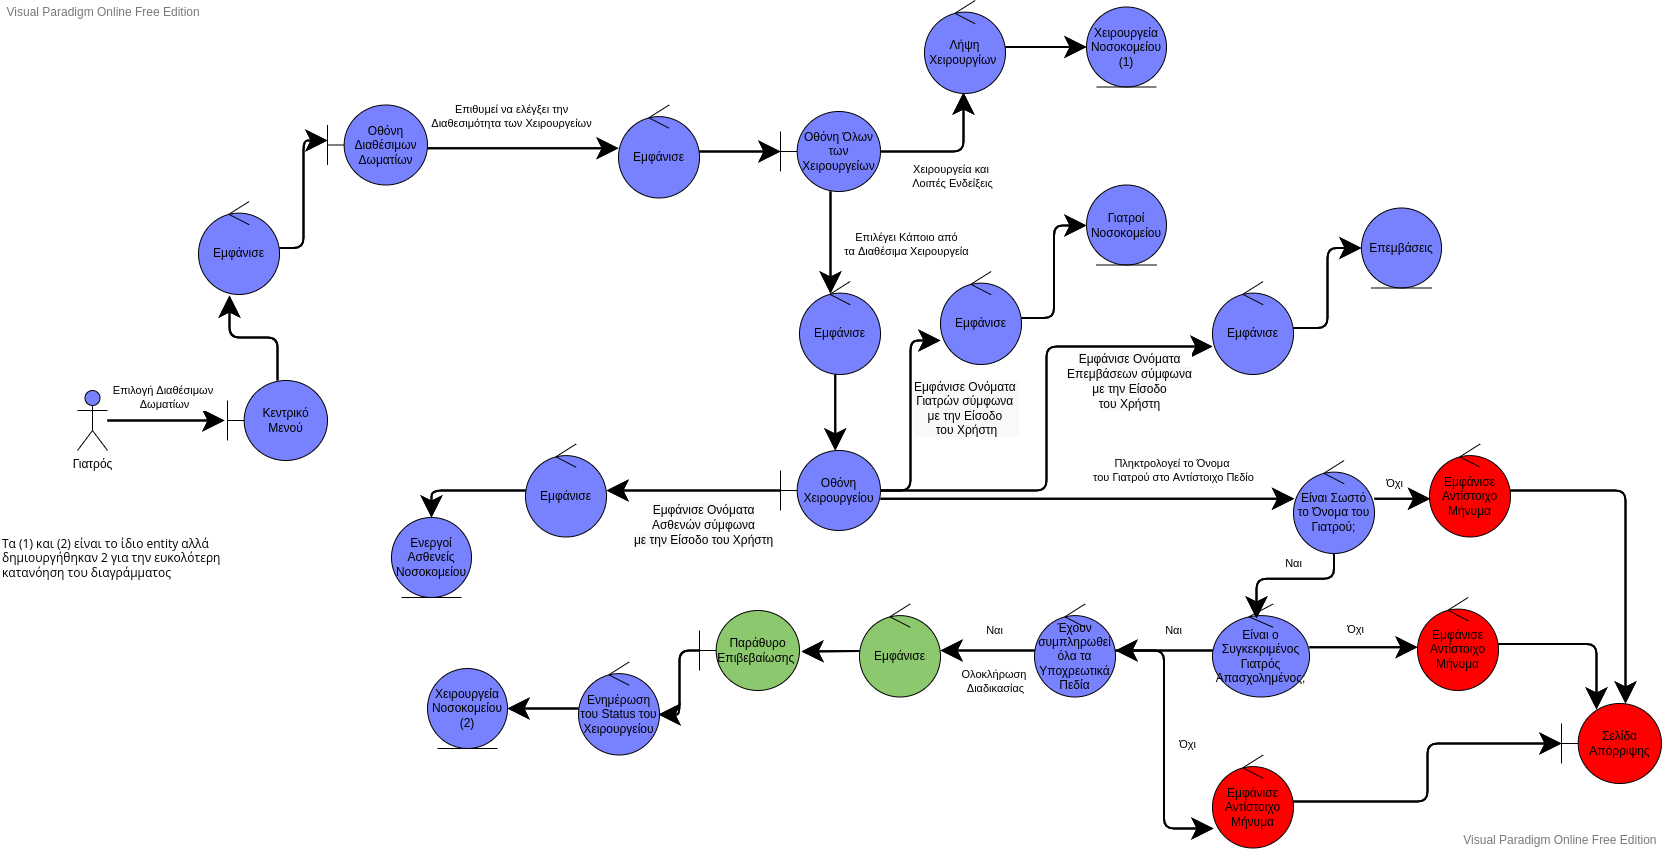 Visual Paradigm Online Free Edition
Λήψη
Χειρουργίων
Χειρουργεία
Νοσοκομείου
(1)
Οθόνη
Διαθέσιμων
Δωματίων
Επιθυμεί να ελέγξει την
Διαθεσιμότητα των Χειρουργείων
Εμφάνισε
Οθόνη Όλων
των
Χειρουργείων
Χειρουργεία και
Λοιπές Ενδείξεις
Γιατροί
Νοσοκομείου
Επεμβάσεις
Εμφάνισε
Επιλέγει Κάποιο από
τα Διαθέσιμα Χειρουργεία
Εμφάνισε
Εμφάνισε
Εμφάνισε
Εμφάνισε Ονόματα
Γιατρών σύμφωνα
με την Είσοδο
του Χρήστη
Εμφάνισε Ονόματα
Επεμβάσεων σύμφωνα
με την Είσοδο
του Χρήστη
Επιλογή Διαθέσιμων
Δωματίων
Γιατρός
Κεντρικό
Μενού
Εμφάνισε
Εμφάνισε Ονόματα
Ασθενών σύμφωνα
με την Είσοδο του Χρήστη
Οθόνη
Χειρουργείου
Πληκτρολογεί το Όνομα
του Γιατρού στο Αντίστοιχο Πεδίο
Είναι Σωστό
το Όνομα του
Γιατρού;
Όχι
Εμφάνισε
Αντίστοιχο
Μήνυμα
Ενεργοί
Ασθενείς
Νοσοκομείου
Τα (1) και (2) είναι το ίδιο entity αλλά
δημιουργήθηκαν 2 για την ευκολότερη
κατανόηση του διαγράμματος
Ναι
Παράθυρο
Επιβεβαίωσης
Εμφάνισε
Ναι
Ολοκλήρωση
Διαδικασίας
Έχουν
συμπληρωθεί
όλα τα
Υποχρεωτικά
Πεδία
Ναι
Είναι ο
Συγκεκριμένος
Γιατρός
Απασχολημένος;
Όχι
Εμφάνισε
Αντίστοιχο
Μήνυμα
Χειρουργεία
Νοσοκομείου
(2)
Ενημέρωση
του Status του
Χειρουργείου
Όχι
Σελίδα
Απόρριψης
Εμφάνισε
Αντίστοιχο
Μήνυμα
Visual Paradigm Online Free Edition